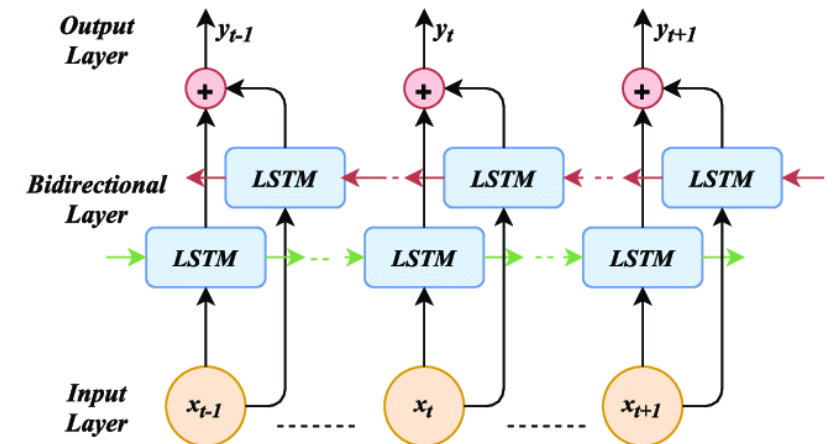 Output
Layer
y_{t-1}
y_t
y_{t+1}
+
+
+
Bidirectional
Layer
LSTM
LSTM
LSTM
LSTM
LSTM
LSTM
Input
Layer
x_{t-1}
x_t
x_{t+1}